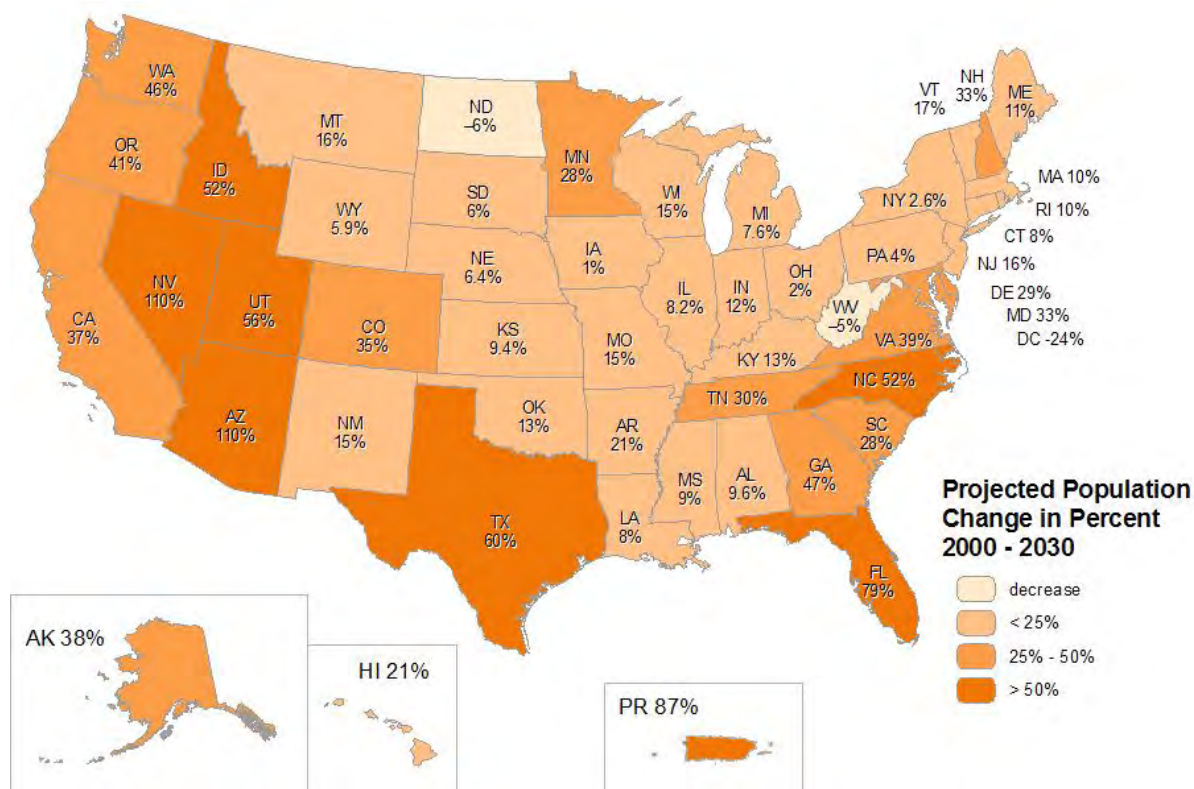 WA
46%
OR
41%
CA
37%
ID
52%
NV
110%
UT
56%
AZ
110%
MT
16%
WY
5.9%
CO
35%
NM
15%
ND
–6%
SD
6%
NE
6.4%
KS
9.4%
OK
13%
TX
60%
MN
28%
IA
1%
MO
15%
AR
21%
LA
8%
WI
15%
IL
8.2%
MI
7.6%
IN
12%
OH
2%
KY 13%
TN 30%
MS
9%
AL
9.6%
GA
47%
FL
79%
SC
28%
NC 52%
VA 39%
WV
–5%
PA 4%
NY 2.6%
VT
17%
NH
33%
ME
11%
MA 10%
RI 10%
CT 8%
NJ 16%
DE 29%
MD 33%
DC -24%
AK 38%
HI 21%
PR 87%
Projected Population
Change in Percent
2000 - 2030
decrease
< 25%
25% - 50%
> 50%